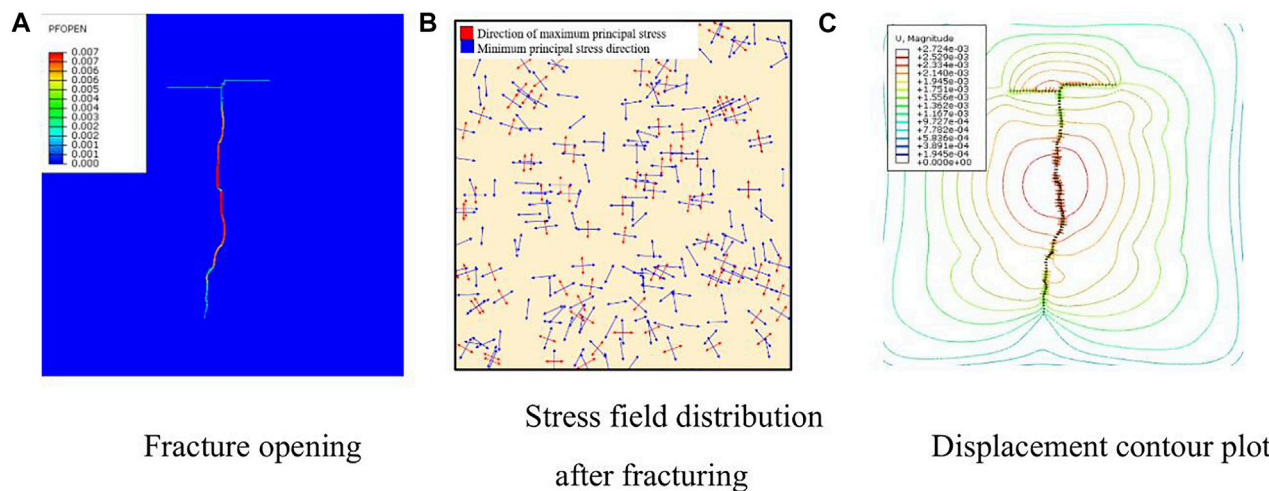 A
PFOPEN
0.007
0.007
0.006
0.005
0.005
0.004
0.004
0.003
0.002
0.002
0.001
0.001
0.000
B
Direction of maximum principal stress
Minimum principal stress direction
C
U, Magnitude
+2.724e-03
+2.529e-03
+2.334e-03
+2.140e-03
+1.945e-03
+1.751e-03
+1.556e-03
+1.362e-03
+1.167e-03
+9.727e-04
+7.782e-04
+5.836e-04
+3.891e-04
+1.945e-04
+0.000e+00
Fracture opening
Stress field distribution
after fracturing
Displacement contour plot